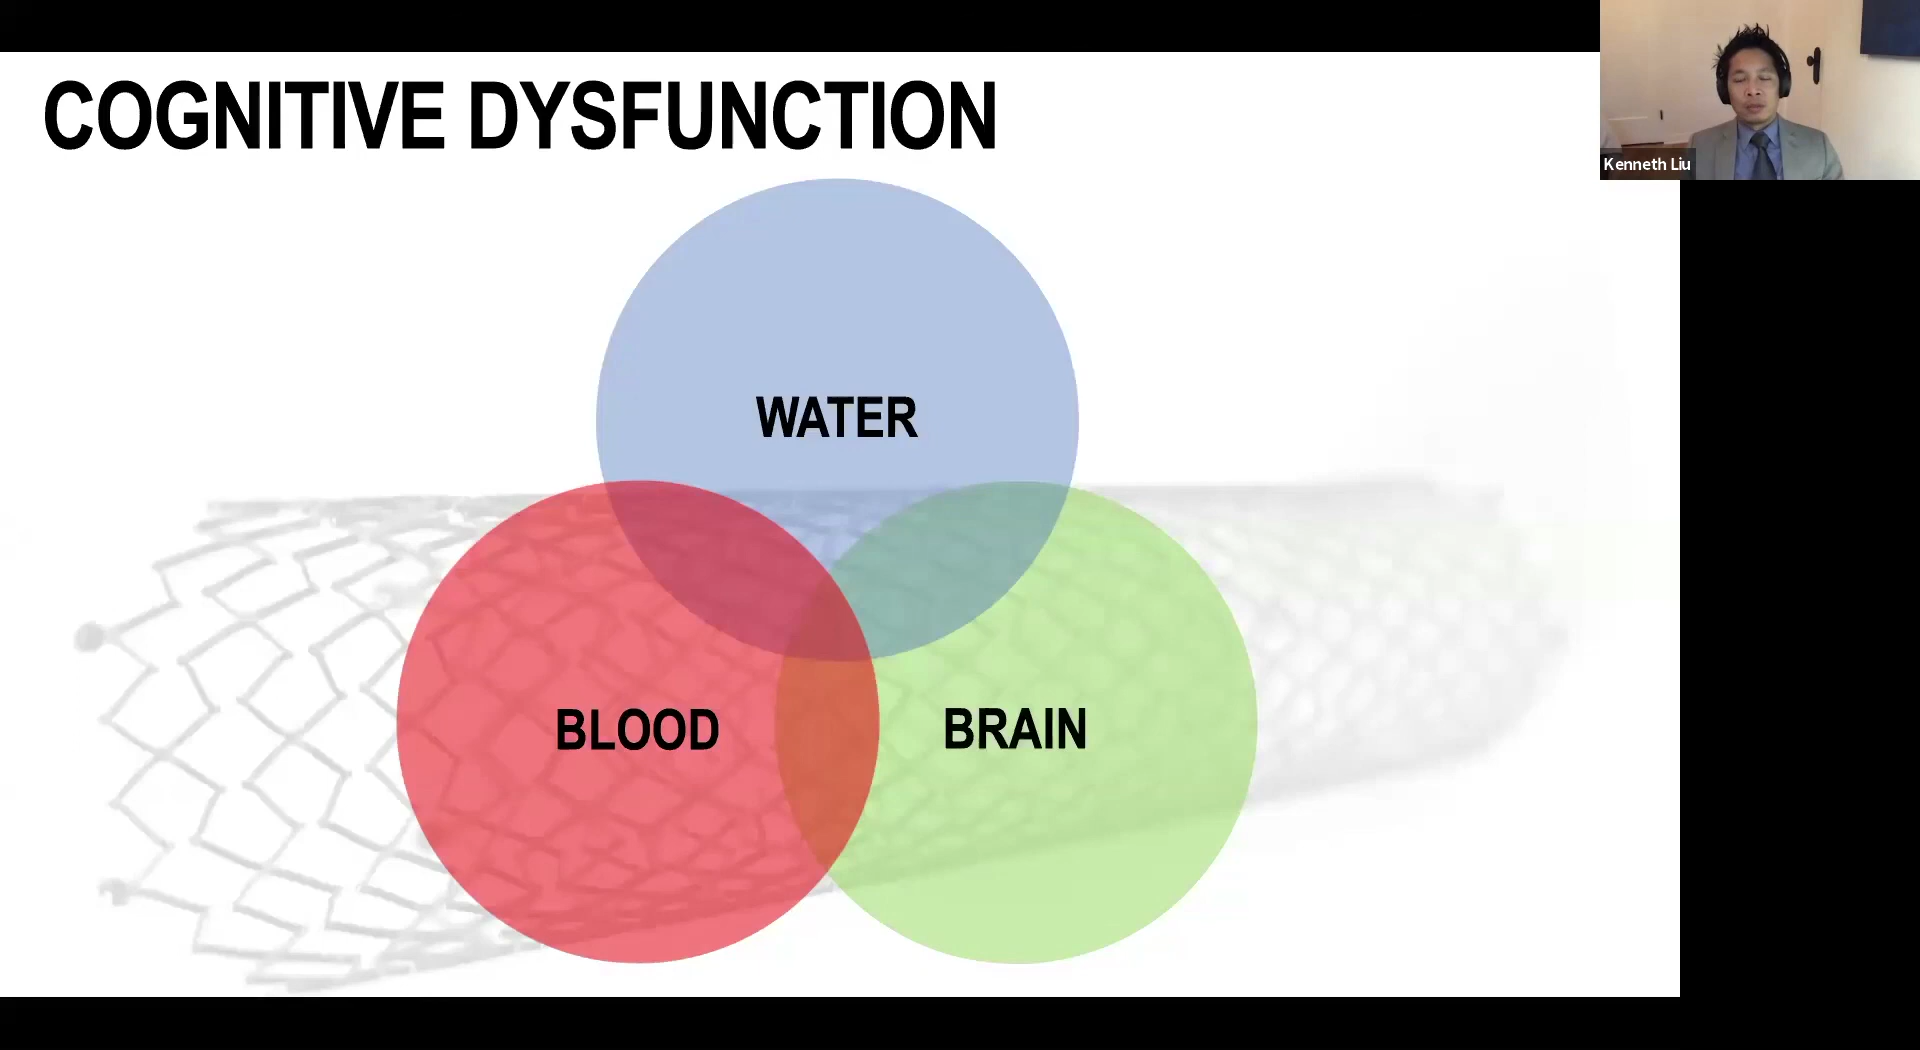 COGNITIVE DYSFUNCTION
Kenneth Liu
WATER
BLOOD
BRAIN